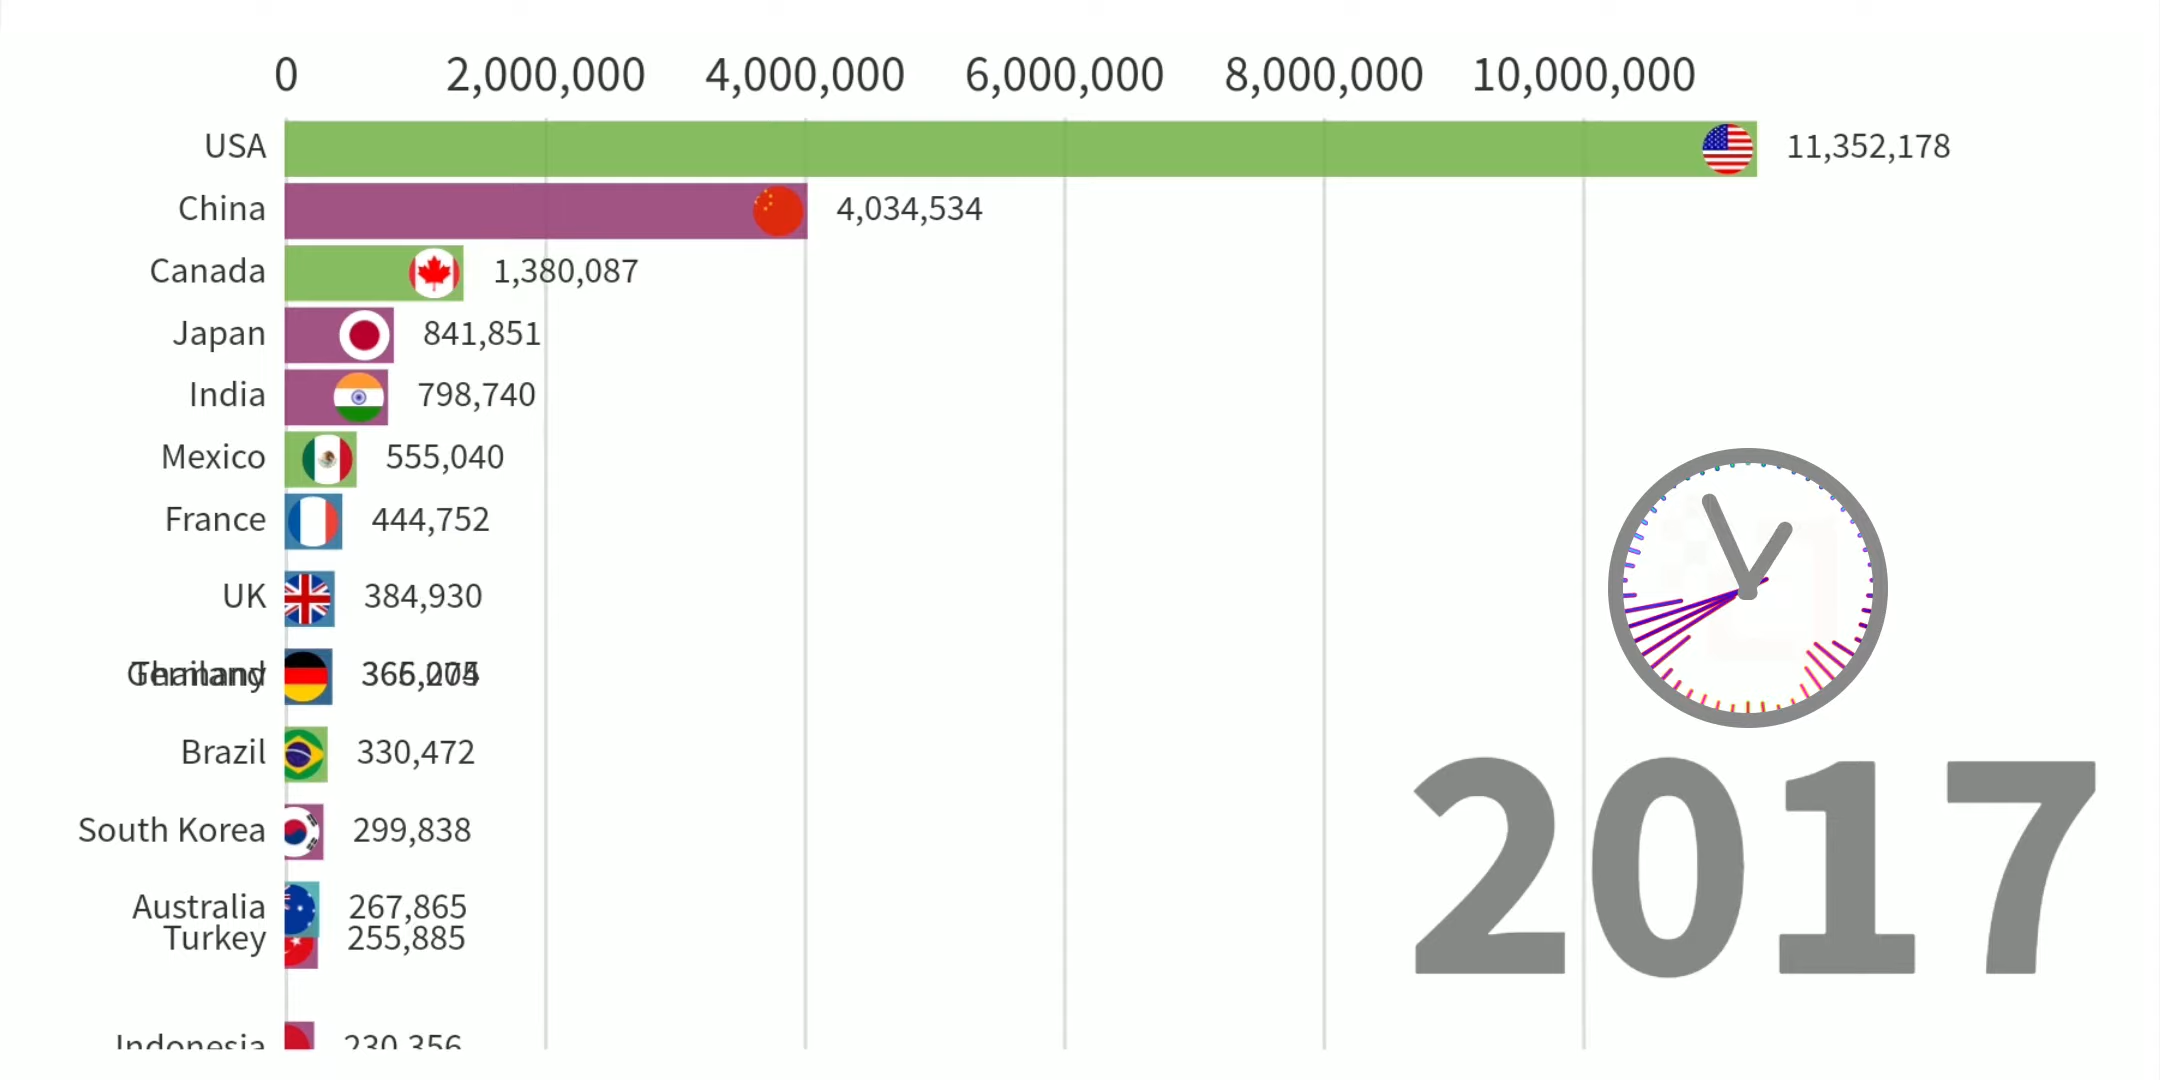 0 2,000,000 4,000,000 6,000,000 8,000,000 10,000,000
USA 11,352,178
China 4,034,534
Canada 1,380,087
Japan 841,851
India 798,740
Mexico 555,040
France 444,752
UK 384,930
Brazil 330,472
South Korea 299,838
Australia 267,865
Turkey 255,885
Indonesia 230,356
2017